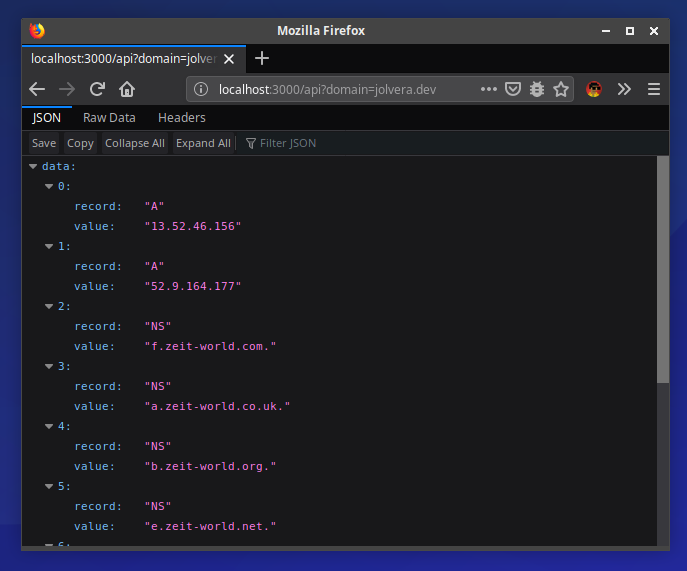 Mozilla Firefox
localhost:3000/api?domain=jolver
localhost:3000/api?domain=jolvera.dev
JSON Raw Data Headers
Save Copy Collapse All Expand All Filter JSON
data:
0:
record: "A"
value: "13.52.46.156"
1:
record: "A"
value: "52.9.164.177"
2:
record: "NS"
value: "f.zeit-world.com."
3:
record: "NS"
value: "a.zeit-world.co.uk."
4:
record: "NS"
value: "b.zeit-world.org."
5:
record: "NS"
value: "e.zeit-world.net."
6: